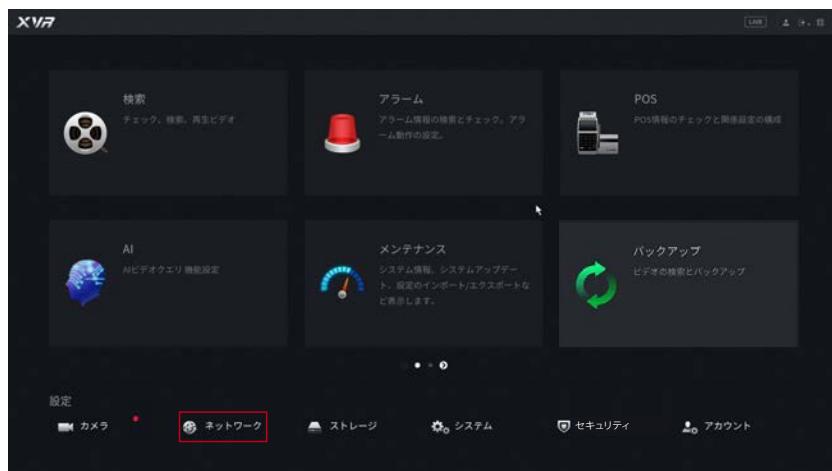 XVR
LIVE
検索
チェック、検索、再生ビデオ
アラーム
アラーム情報の検索とチェック。アラ
ーム動作の設定。
POS
POS情報のチェックと関係設定の構成
AI
AIビデオクエリ機能設定
メンテナンス
システム情報、システムアップデー
ト、設定のインポート/エクスポートな
ど表示します。
バックアップ
ビデオの検索とバックアップ
設定
カメラ
ネットワーク
ストレージ
システム
セキュリティ
アカウント